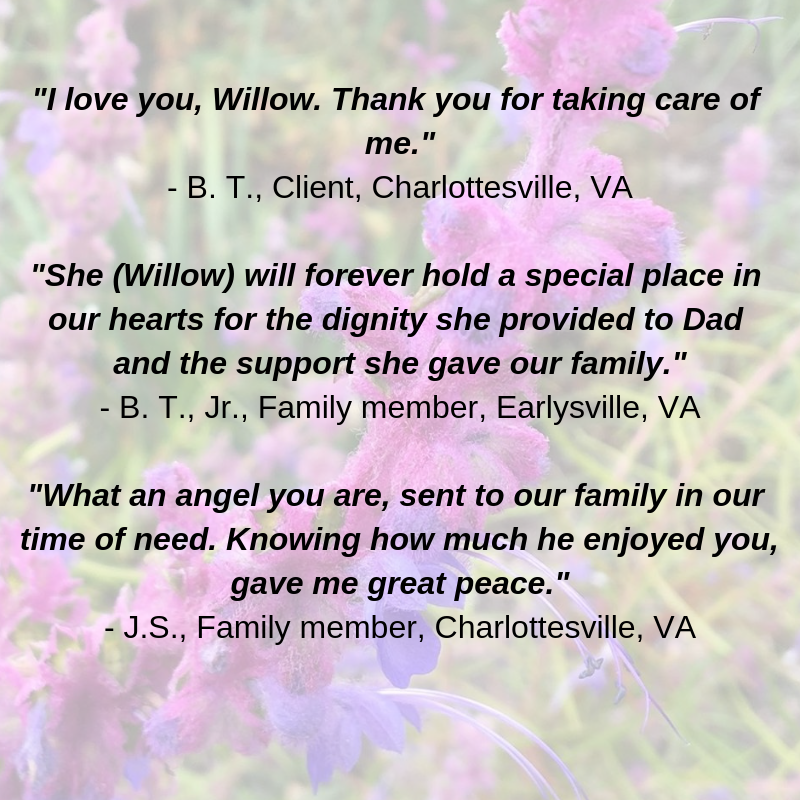 "I love you, Willow. Thank you for taking care of
me."
- B. T., Client, Charlottesville, VA
"She (Willow) will forever hold a special place in
our hearts for the dignity she provided to Dad
and the support she gave our family."
- B. T., Jr., Family member, Earlysville, VA
"What an angel you are, sent to our family in our
time of need. Knowing how much he enjoyed you,
gave me great peace."
- J.S., Family member, Charlottesville, VA